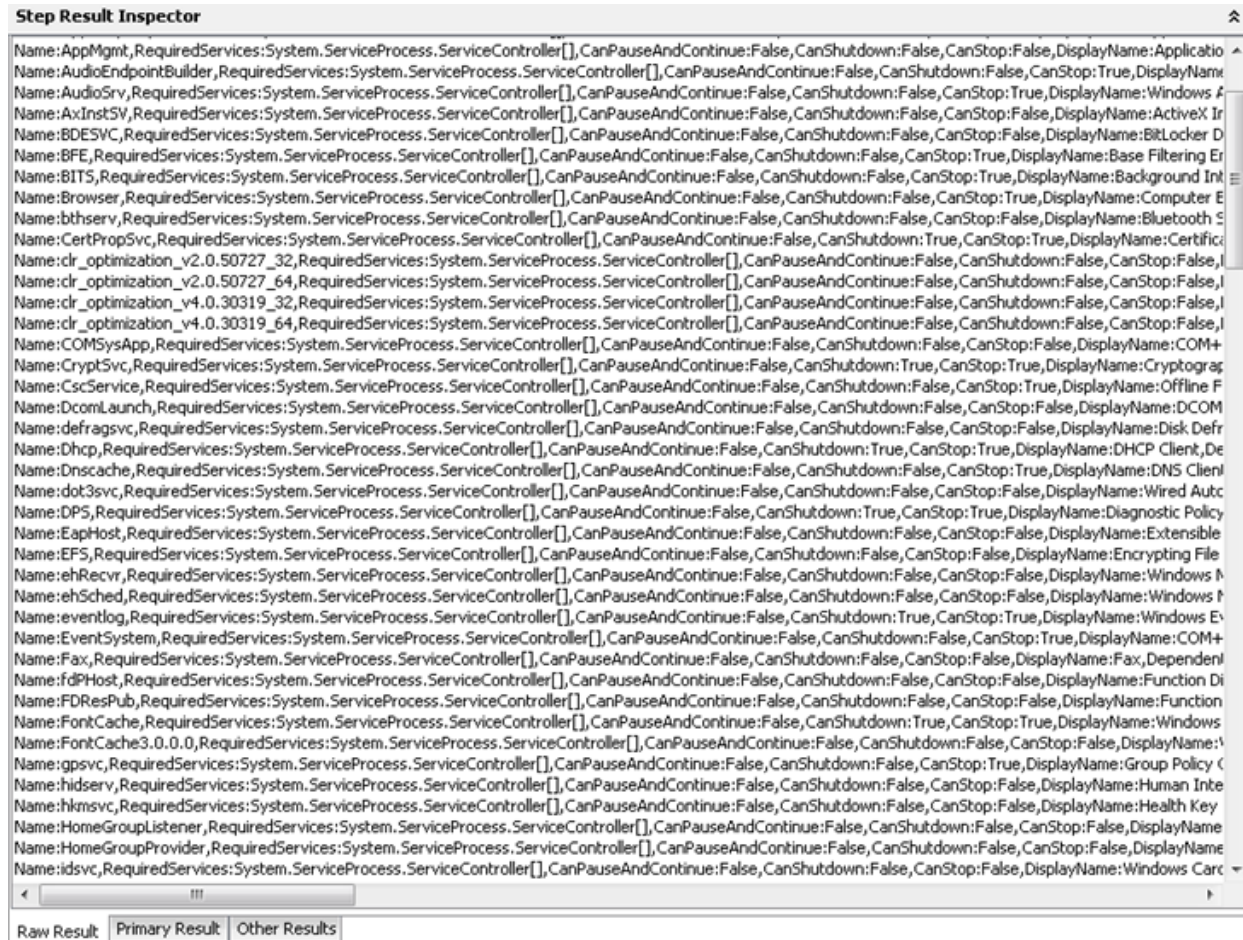 Step Result Inspector
Name:AppMgmt,RequiredServices:System.ServiceProcess.ServiceController[],CanPauseAndContinue:False,CanShutdown:False,CanStop:False,DisplayName:Applicatio
Name:AudioEndpointBuilder,RequiredServices:System.ServiceProcess.ServiceController[],CanPauseAndContinue:False,CanShutdown:False,CanStop:True,DisplayName
Name:AudioSrv,RequiredServices:System.ServiceProcess.ServiceController[],CanPauseAndContinue:False,CanShutdown:False,CanStop:True,DisplayName:Windows A
Name:AxInstSV,RequiredServices:System.ServiceProcess.ServiceController[],CanPauseAndContinue:False,CanShutdown:False,CanStop:False,DisplayName:ActiveX Ir
Name:BDESVC,RequiredServices:System.ServiceProcess.ServiceController[],CanPauseAndContinue:False,CanShutdown:False,CanStop:False,DisplayName:BitLocker D
Name:BFE,RequiredServices:System.ServiceProcess.ServiceController[],CanPauseAndContinue:False,CanShutdown:False,CanStop:True,DisplayName:Base Filtering Er
Name:BITS,RequiredServices:System.ServiceProcess.ServiceController[],CanPauseAndContinue:False,CanShutdown:False,CanStop:True,DisplayName:Background Int
Name:Browser,RequiredServices:System.ServiceProcess.ServiceController[],CanPauseAndContinue:False,CanShutdown:False,CanStop:True,DisplayName:Computer E
Name:bthserv,RequiredServices:System.ServiceProcess.ServiceController[],CanPauseAndContinue:False,CanShutdown:False,CanStop:False,DisplayName:Bluetooth S
Name:CertPropSvc,RequiredServices:System.ServiceProcess.ServiceController[],CanPauseAndContinue:False,CanShutdown:True,CanStop:True,DisplayName:Certifica
Name:clr_optimization_v2.0.50727_32,RequiredServices:System.ServiceProcess.ServiceController[],CanPauseAndContinue:False,CanShutdown:False,CanStop:False,
Name:clr_optimization_v2.0.50727_64,RequiredServices:System.ServiceProcess.ServiceController[],CanPauseAndContinue:False,CanShutdown:False,CanStop:False,
Name:clr_optimization_v4.0.30319_32,RequiredServices:System.ServiceProcess.ServiceController[],CanPauseAndContinue:False,CanShutdown:False,CanStop:False,
Name:clr_optimization_v4.0.30319_64,RequiredServices:System.ServiceProcess.ServiceController[],CanPauseAndContinue:False,CanShutdown:False,CanStop:False,
Name:COMSysApp,RequiredServices:System.ServiceProcess.ServiceController[],CanPauseAndContinue:False,CanShutdown:False,CanStop:False,DisplayName:COM+
Name:CryptSvc,RequiredServices:System.ServiceProcess.ServiceController[],CanPauseAndContinue:False,CanShutdown:True,CanStop:True,DisplayName:Cryptograp
Name:CscService,RequiredServices:System.ServiceProcess.ServiceController[],CanPauseAndContinue:False,CanShutdown:False,CanStop:True,DisplayName:Offline F
Name:DcomLaunch,RequiredServices:System.ServiceProcess.ServiceController[],CanPauseAndContinue:False,CanShutdown:False,CanStop:False,DisplayName:DCOM
Name:defragsvc,RequiredServices:System.ServiceProcess.ServiceController[],CanPauseAndContinue:False,CanShutdown:False,CanStop:False,DisplayName:Disk Defr
Name:Dhcp,RequiredServices:System.ServiceProcess.ServiceController[],CanPauseAndContinue:False,CanShutdown:True,CanStop:True,DisplayName:DHCP Client,De
Name:Dnscache,RequiredServices:System.ServiceProcess.ServiceController[],CanPauseAndContinue:False,CanShutdown:False,CanStop:True,DisplayName:DNS Client
Name:dot3svc,RequiredServices:System.ServiceProcess.ServiceController[],CanPauseAndContinue:False,CanShutdown:False,CanStop:False,DisplayName:Wired Auto
Name:DPS,RequiredServices:System.ServiceProcess.ServiceController[],CanPauseAndContinue:False,CanShutdown:True,CanStop:True,DisplayName:Diagnostic Policy
Name:EapHost,RequiredServices:System.ServiceProcess.ServiceController[],CanPauseAndContinue:False,CanShutdown:False,CanStop:False,DisplayName:Extensible
Name:EFS,RequiredServices:System.ServiceProcess.ServiceController[],CanPauseAndContinue:False,CanShutdown:False,CanStop:False,DisplayName:Encrypting File
Name:ehRecvr,RequiredServices:System.ServiceProcess.ServiceController[],CanPauseAndContinue:False,CanShutdown:False,CanStop:False,DisplayName:Windows M
Name:ehSched,RequiredServices:System.ServiceProcess.ServiceController[],CanPauseAndContinue:False,CanShutdown:False,CanStop:False,DisplayName:Windows M
Name:eventlog,RequiredServices:System.ServiceProcess.ServiceController[],CanPauseAndContinue:False,CanShutdown:True,CanStop:True,DisplayName:Windows Ev
Name:EventSystem,RequiredServices:System.ServiceProcess.ServiceController[],CanPauseAndContinue:False,CanShutdown:False,CanStop:True,DisplayName:COM+
Name:Fax,RequiredServices:System.ServiceProcess.ServiceController[],CanPauseAndContinue:False,CanShutdown:False,CanStop:False,DisplayName:Fax,Dependent
Name:fdPHost,RequiredServices:System.ServiceProcess.ServiceController[],CanPauseAndContinue:False,CanShutdown:False,CanStop:False,DisplayName:Function Di
Name:FDResPub,RequiredServices:System.ServiceProcess.ServiceController[],CanPauseAndContinue:False,CanShutdown:False,CanStop:False,DisplayName:Function
Name:FontCache,RequiredServices:System.ServiceProcess.ServiceController[],CanPauseAndContinue:False,CanShutdown:True,CanStop:True,DisplayName:Windows
Name:FontCache3.0.0.0,RequiredServices:System.ServiceProcess.ServiceController[],CanPauseAndContinue:False,CanShutdown:False,CanStop:False,DisplayName:
Name:gpsvc,RequiredServices:System.ServiceProcess.ServiceController[],CanPauseAndContinue:False,CanShutdown:False,CanStop:True,DisplayName:Group Policy C
Name:hidserv,RequiredServices:System.ServiceProcess.ServiceController[],CanPauseAndContinue:False,CanShutdown:False,CanStop:False,DisplayName:Human Inte
Name:hkmsvc,RequiredServices:System.ServiceProcess.ServiceController[],CanPauseAndContinue:False,CanShutdown:False,CanStop:False,DisplayName:Health Key
Name:HomeGroupListener,RequiredServices:System.ServiceProcess.ServiceController[],CanPauseAndContinue:False,CanShutdown:False,CanStop:False,DisplayName
Name:HomeGroupProvider,RequiredServices:System.ServiceProcess.ServiceController[],CanPauseAndContinue:False,CanShutdown:False,CanStop:False,DisplayName
Name:idsvc,RequiredServices:System.ServiceProcess.ServiceController[],CanPauseAndContinue:False,CanShutdown:False,CanStop:False,DisplayName:Windows Card
Raw Result Primary Result Other Results